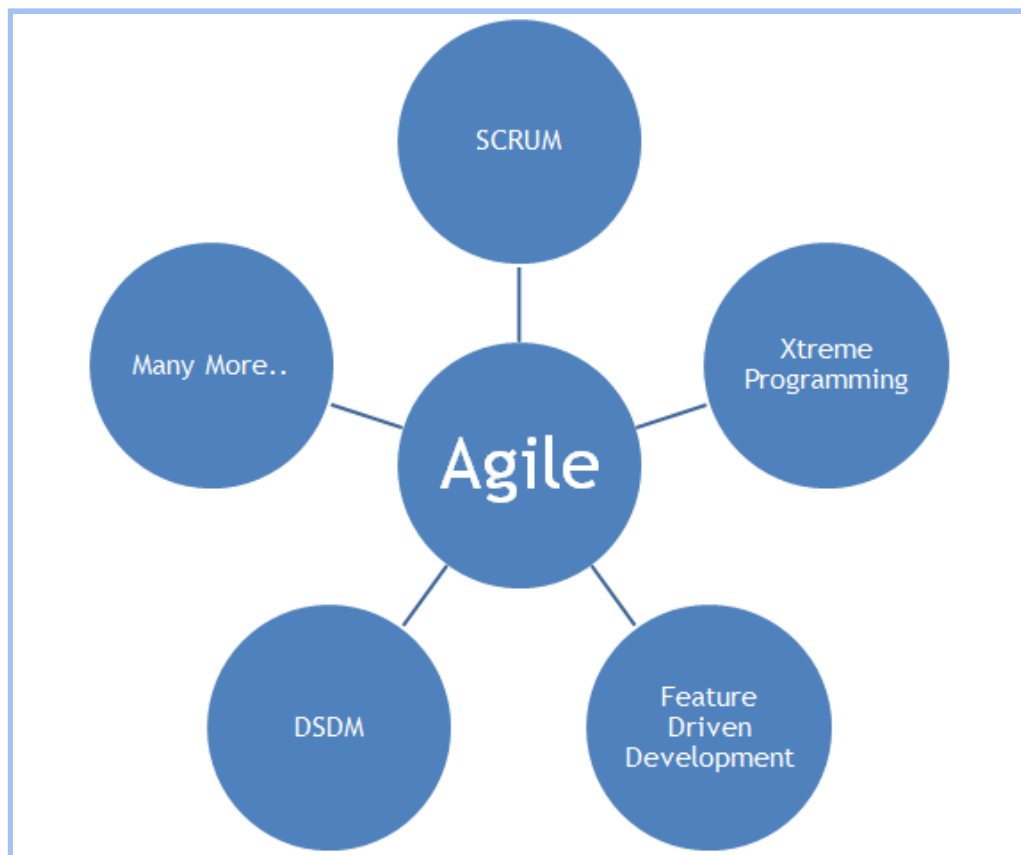 SCRUM
Xtreme
Programming
Many More..
Agile
DSDM
Feature
Driven
Development